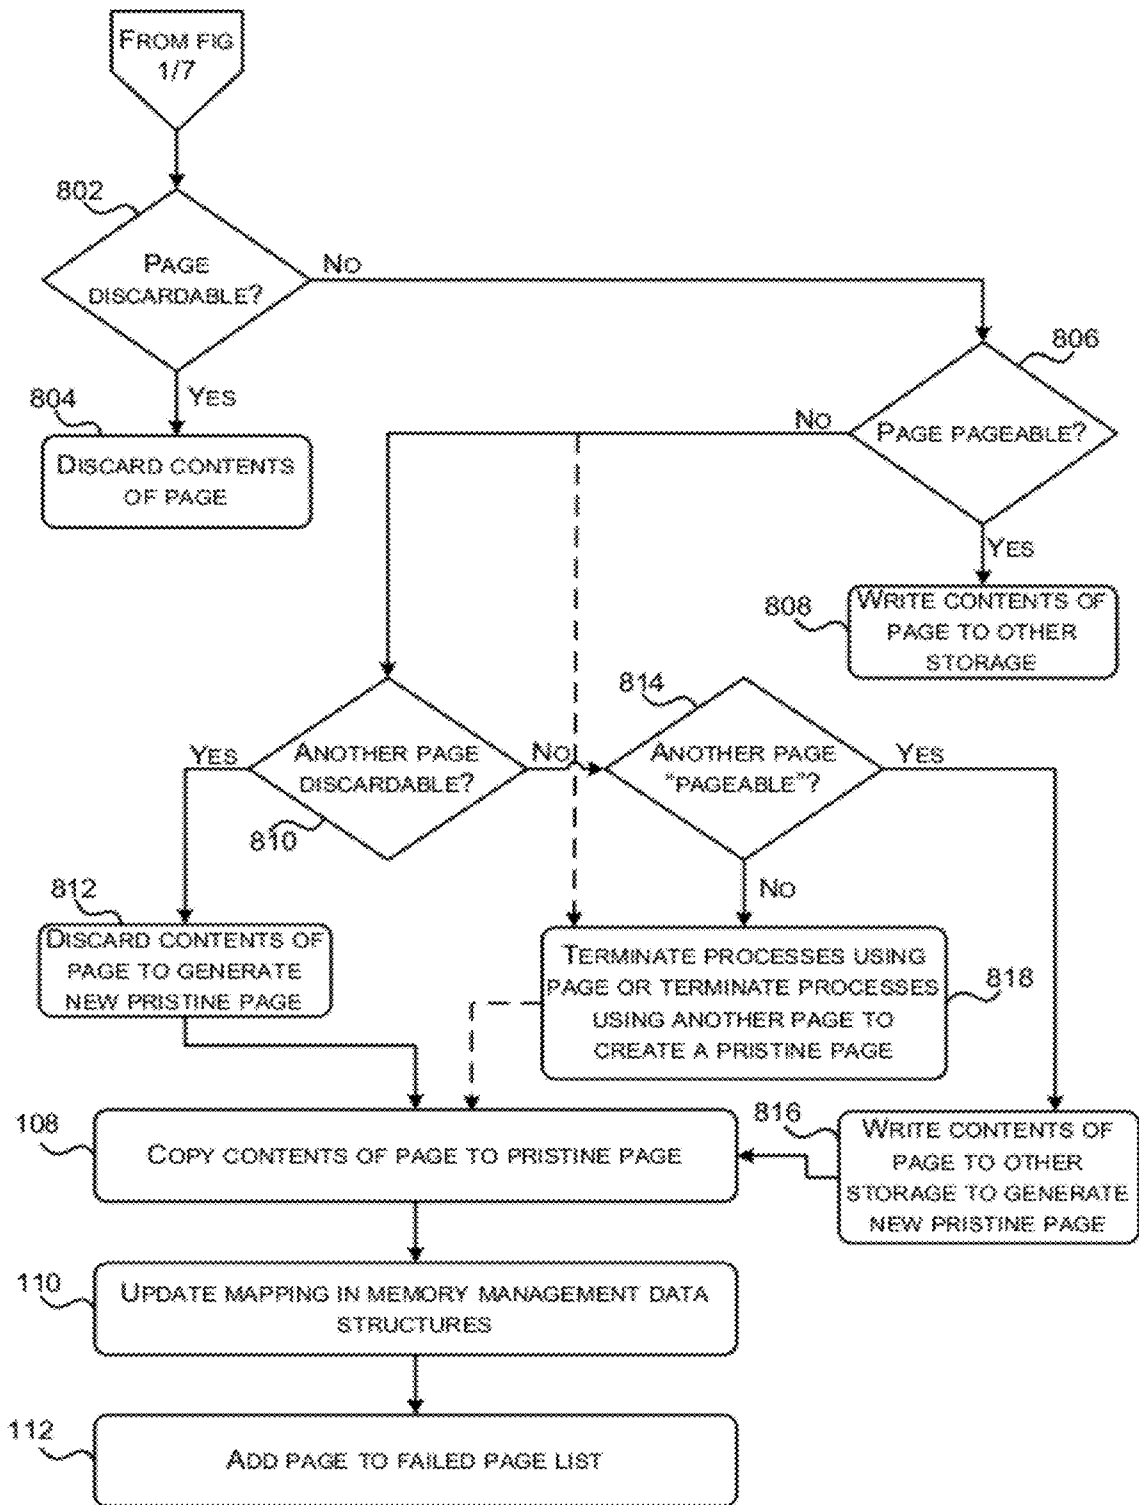 FROM FIG
1/7
802
PAGE
DISCARDABLE?
NO
YES
804
DISCARD CONTENTS
OF PAGE
806
PAGE PAGEABLE?
NO
YES
808
WRITE CONTENTS OF
PAGE TO OTHER
STORAGE
810
ANOTHER PAGE
DISCARDABLE?
YES
NO
814
ANOTHER PAGE
"PAGEABLE"?
YES
NO
812
DISCARD CONTENTS OF
PAGE TO GENERATE
NEW PRISTINE PAGE
TERMINATE PROCESSES USING
PAGE OR TERMINATE PROCESSES
USING ANOTHER PAGE TO
CREATE A PRISTINE PAGE
818
108
COPY CONTENTS OF PAGE TO PRISTINE PAGE
816
WRITE CONTENTS OF
PAGE TO OTHER
STORAGE TO GENERATE
NEW PRISTINE PAGE
110
UPDATE MAPPING IN MEMORY MANAGEMENT DATA
STRUCTURES
112
ADD PAGE TO FAILED PAGE LIST